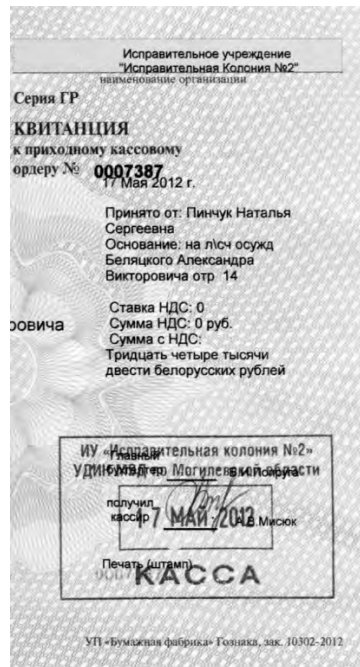 Исправительное учреждение
"Исправительная Колония №2"
наименование организации
Серия ГР
КВИТАНЦИЯ
к приходному кассовому
ордеру № 0007387
17 Мая 2012 г.
Принято от: Пинчук Наталья
Сергеевна
Основание: на л\сч осужд
Беляцкого Александра
Викторовича отр 14
Ставка НДС: 0
Сумма НДС: 0 руб.
ровича
Сумма с НДС:
Тридцать четыре тысячи
двести белорусских рублей
ИУ «Исправительная колония №2»
Главный
УДИН МВД по Могилевской области
бухгалтер
получил
кассир
17 МАЙ 2012
А.В.Мисюк
Печать (штамп)
КАССА
УП «Бумажная фабрика» Гознака, зак. 10302-2012